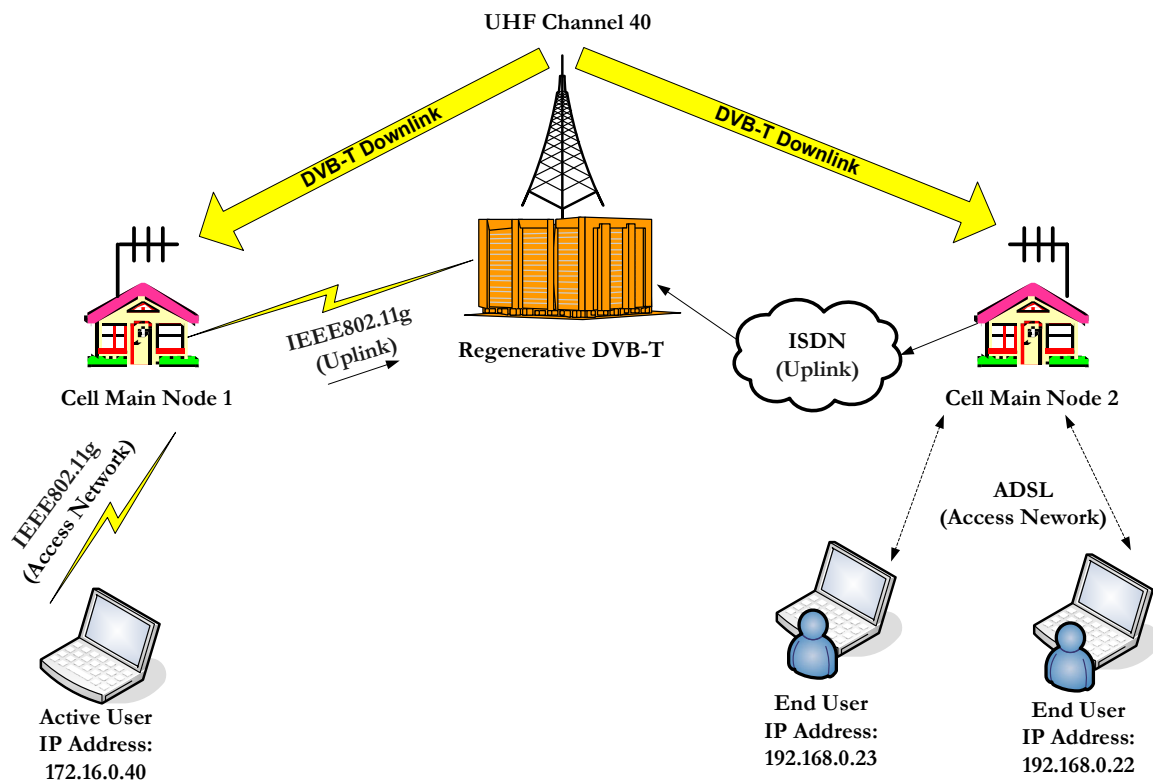 UHF Channel 40
DVB-T Downlink
DVB-T Downlink
IEEE802.11g
(Uplink)
Regenerative DVB-T
ISDN
(Uplink)
Cell Main Node 1
Cell Main Node 2
IEEE802.11g
(Access Network)
ADSL
(Access Nework)
Active User
IP Address:
172.16.0.40
End User
IP Address:
192.168.0.23
End User
IP Address:
192.168.0.22